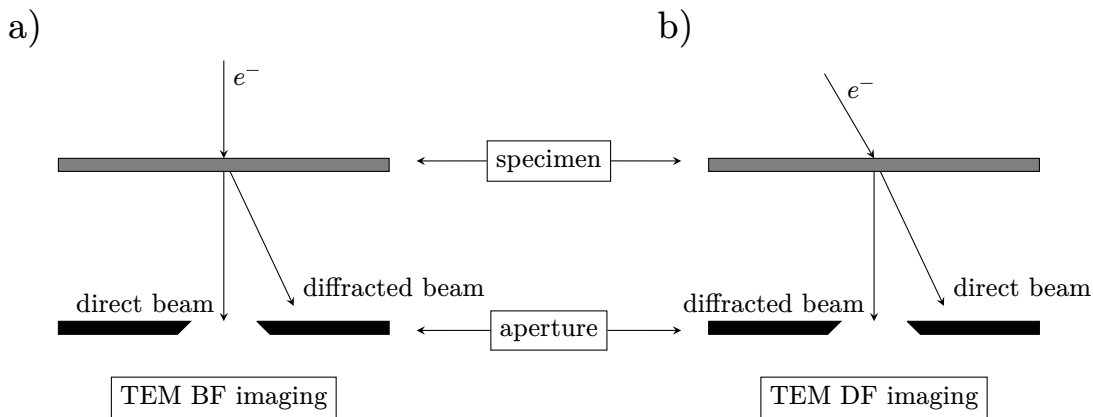 a)
b)
e⁻
e⁻
specimen
direct beam
diffracted beam
diffracted beam
direct beam
aperture
TEM BF imaging
TEM DF imaging